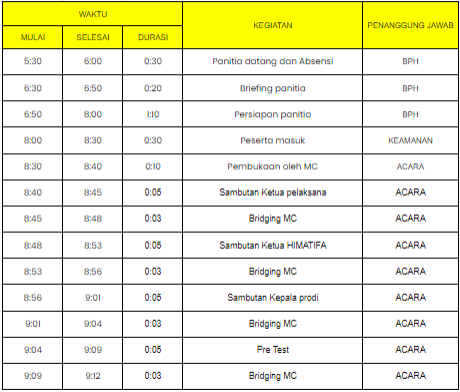 WAKTU KEGIATAN PENANGGUNG JAWAB
MULAI SELESAI DURASI
5:30 6:00 0:30 Panitia datang dan Absensi BPH
6:30 6:50 0:20 Briefing panitia BPH
6:50 8:00 1:10 Persiapan panitia BPH
8:00 8:30 0:30 Peserta masuk KEAMANAN
8:30 8:40 0:10 Pembukaan oleh MC ACARA
8:40 8:45 0:05 Sambutan Ketua pelaksana ACARA
8:45 8:48 0:03 Bridging MC ACARA
8:48 8:53 0:05 Sambutan Ketua HIMATIFA ACARA
8:53 8:56 0:03 Bridging MC ACARA
8:56 9:01 0:05 Sambutan Kepala prodi ACARA
9:01 9:04 0:03 Bridging MC ACARA
9:04 9:09 0:05 Pre Test ACARA
9:09 9:12 0:03 Bridging MC ACARA